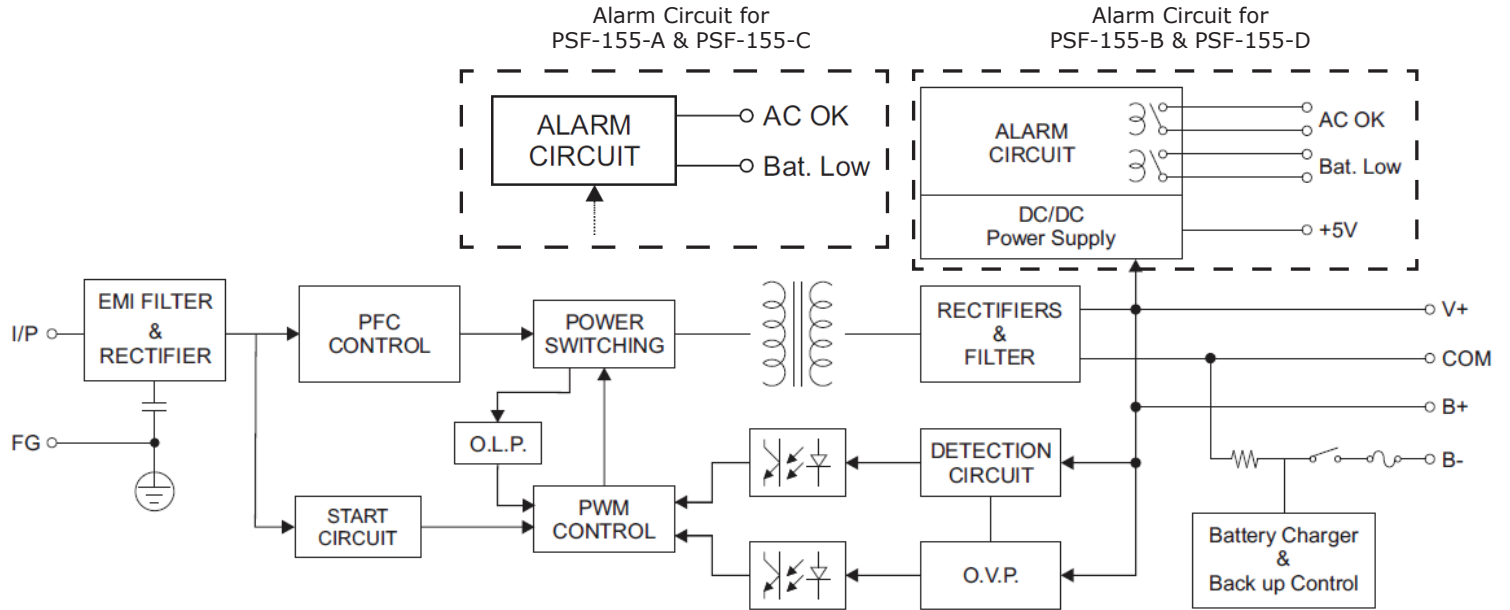 Alarm Circuit for
PSF-155-A & PSF-155-C
Alarm Circuit for
PSF-155-B & PSF-155-D
ALARM
CIRCUIT
AC OK
Bat. Low
ALARM
CIRCUIT
AC OK
Bat. Low
DC/DC
Power Supply
+5V
I/P
EMI FILTER
&
RECTIFIER
PFC
CONTROL
POWER
SWITCHING
RECTIFIERS
&
FILTER
V+
COM
B+
B-
FG
O.L.P.
DETECTION
CIRCUIT
START
CIRCUIT
PWM
CONTROL
O.V.P.
Battery Charger
&
Back up Control